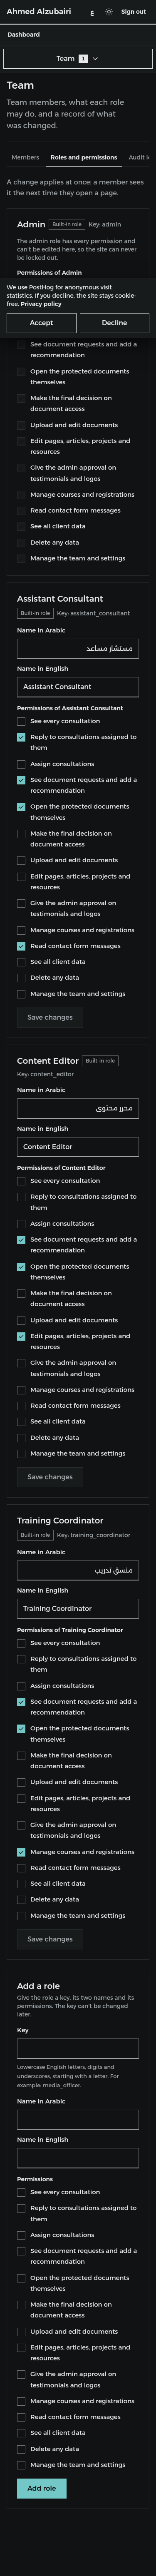 Ahmed Alzubairi
ع
Sign out
Dashboard
Team 1
Team
Team members, what each role
may do, and a record of what
was changed.
Members
Roles and permissions
Audit
A change applies at once: a member sees
it the next time they open a page.
Admin
Built-in role
Key: admin
The admin role has every permission and
can't be edited here, so the site can never
be locked out.
Permissions of Admin
We use PostHog for anonymous visit
statistics. If you decline, the site stays cookie-
free. Privacy policy
Accept
Decline
See document requests and add a
recommendation
Open the protected documents
themselves
Make the final decision on
document access
Upload and edit documents
Edit pages, articles, projects and
resources
Give the admin approval on
testimonials and logos
Manage courses and registrations
Read contact form messages
See all client data
Delete any data
Manage the team and settings
Assistant Consultant
Built-in role
Key: assistant_consultant
Name in Arabic
مستشار مساعد
Name in English
Assistant Consultant
Permissions of Assistant Consultant
See every consultation
Reply to consultations assigned to
them
Assign consultations
See document requests and add a
recommendation
Open the protected documents
themselves
Make the final decision on
document access
Upload and edit documents
Edit pages, articles, projects and
resources
Give the admin approval on
testimonials and logos
Manage courses and registrations
Read contact form messages
See all client data
Delete any data
Manage the team and settings
Save changes
Content Editor
Built-in role
Key: content_editor
Name in Arabic
محرر محتوى
Name in English
Content Editor
Permissions of Content Editor
See every consultation
Reply to consultations assigned to
them
Assign consultations
See document requests and add a
recommendation
Open the protected documents
themselves
Make the final decision on
document access
Upload and edit documents
Edit pages, articles, projects and
resources
Give the admin approval on
testimonials and logos
Manage courses and registrations
Read contact form messages
See all client data
Delete any data
Manage the team and settings
Save changes
Training Coordinator
Built-in role
Key: training_coordinator
Name in Arabic
منسق تدريب
Name in English
Training Coordinator
Permissions of Training Coordinator
See every consultation
Reply to consultations assigned to
them
Assign consultations
See document requests and add a
recommendation
Open the protected documents
themselves
Make the final decision on
document access
Upload and edit documents
Edit pages, articles, projects and
resources
Give the admin approval on
testimonials and logos
Manage courses and registrations
Read contact form messages
See all client data
Delete any data
Manage the team and settings
Save changes
Add a role
Give the role a key, its two names and its
permissions. The key can't be changed
later.
Key
Lowercase English letters, digits and
underscores, starting with a letter. For
example: media_officer.
Name in Arabic
Name in English
Permissions
See every consultation
Reply to consultations assigned to
them
Assign consultations
See document requests and add a
recommendation
Open the protected documents
themselves
Make the final decision on
document access
Upload and edit documents
Edit pages, articles, projects and
resources
Give the admin approval on
testimonials and logos
Manage courses and registrations
Read contact form messages
See all client data
Delete any data
Manage the team and settings
Add role